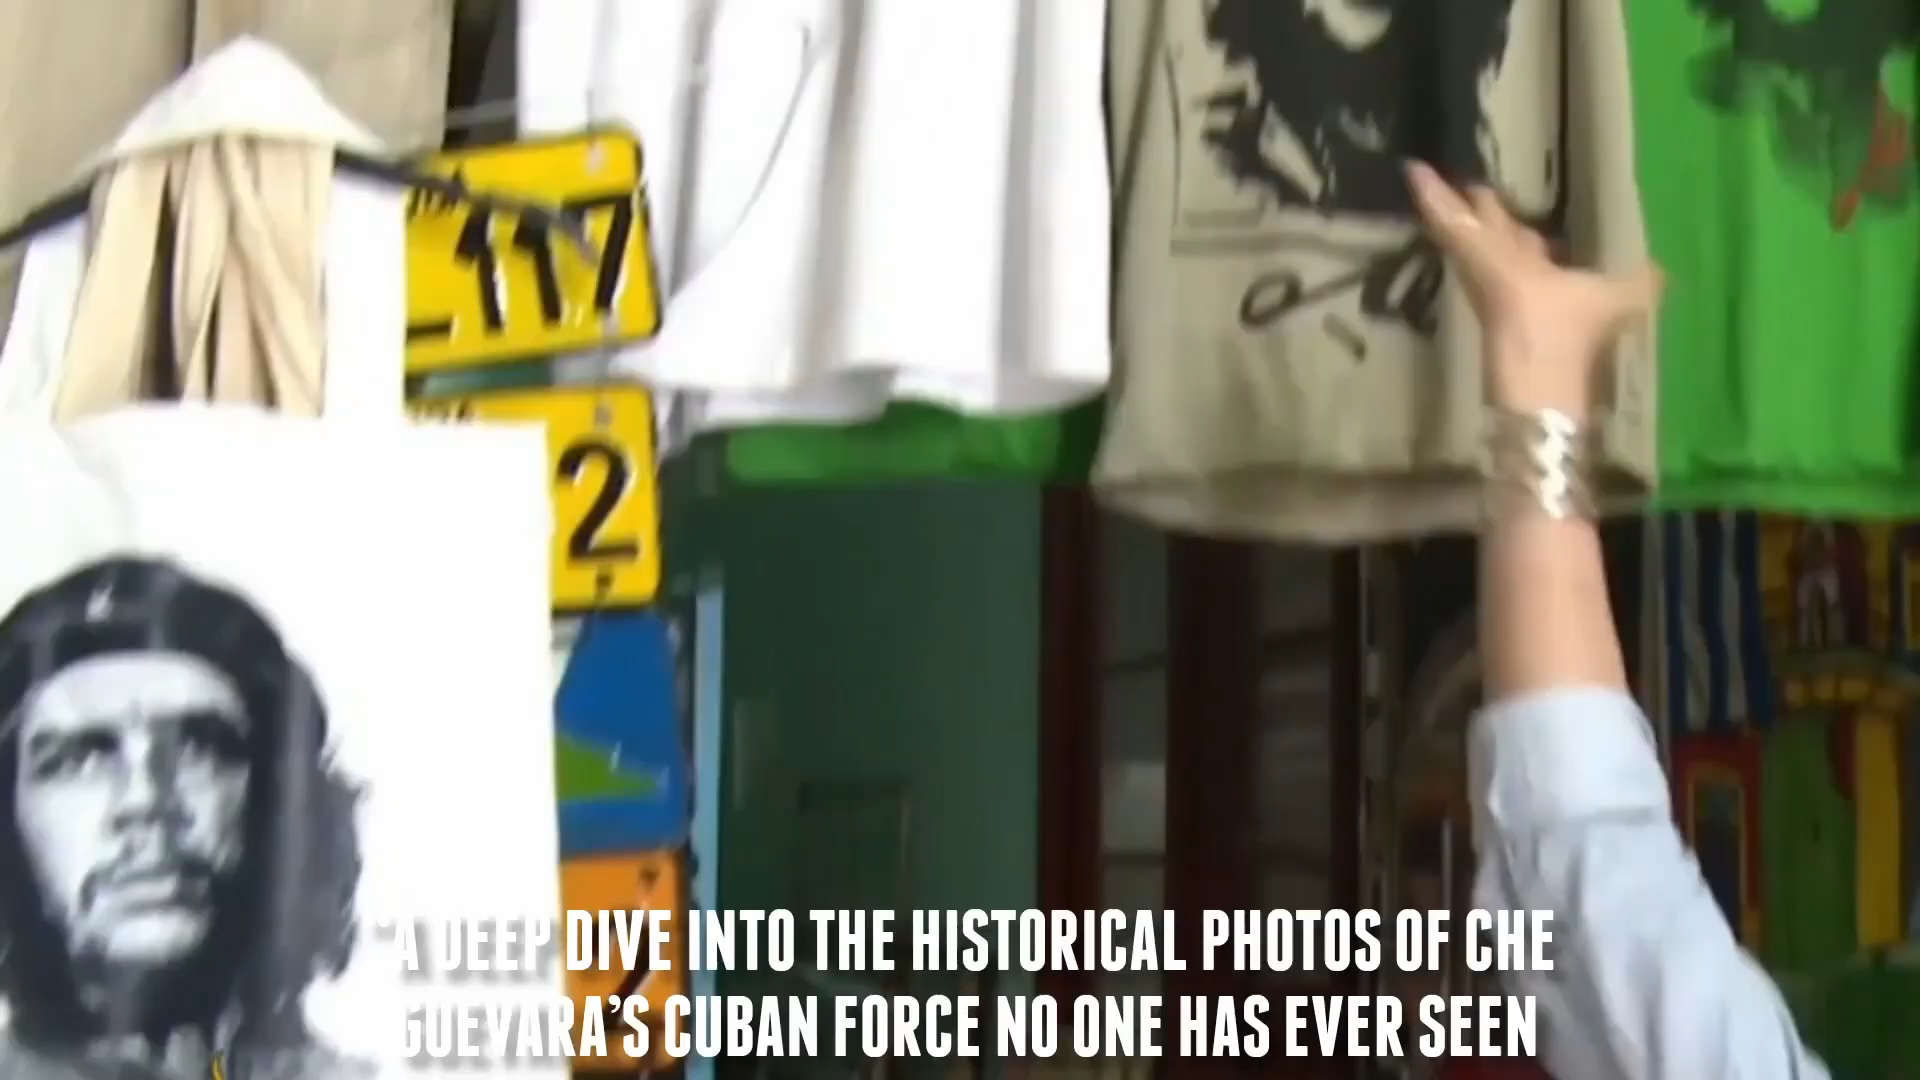 117
2
"A DEEP DIVE INTO THE HISTORICAL PHOTOS OF CHE
GUEVARA’S CUBAN FORCE NO ONE HAS EVER SEEN